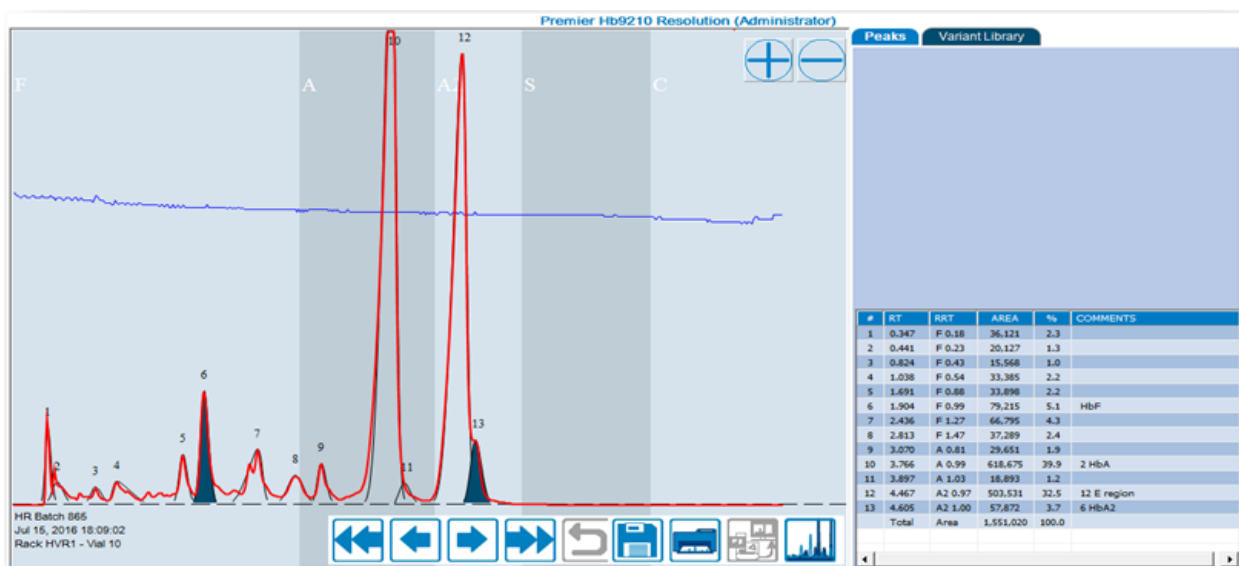 Premier Hb9210 Resolution (Administrator)
Peaks Variant Library
F A A2 S C
10 12
6
1 2 3 4 5 7 8 9 11 13
# RT RRT AREA % COMMENTS
1 0.347 F 0.18 36,121 2.3
2 0.441 F 0.23 20,127 1.3
3 0.824 F 0.43 15,568 1.0
4 1.038 F 0.54 33,385 2.2
5 1.691 F 0.88 33,898 2.2
6 1.904 F 0.99 79,215 5.1 HbF
7 2.436 F 1.27 66,795 4.3
8 2.813 F 1.47 37,289 2.4
9 3.070 A 0.81 29,651 1.9
10 3.766 A 0.99 618,675 39.9 2 HbA
11 3.897 A 1.03 18,893 1.2
12 4.467 A2 0.97 503,531 32.5 12 E region
13 4.605 A2 1.00 57,872 3.7 6 HbA2
Total Area 1,551,020 100.0
HR Batch 865
Jul 15, 2016 18:09:02
Rack HVR1 - Vial 10